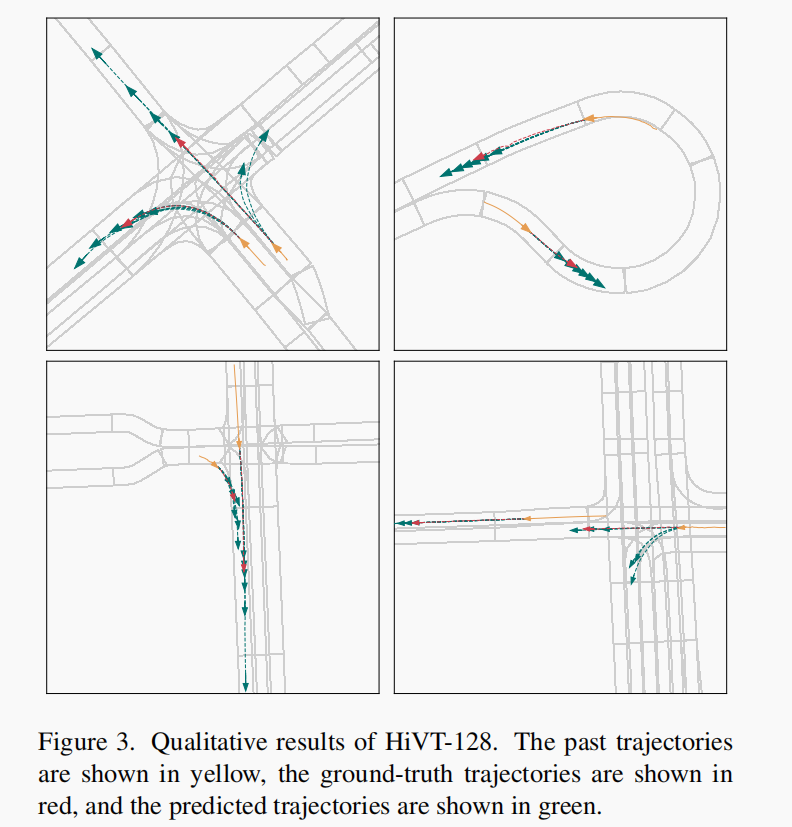 Figure 3. Qualitative results of HiVT-128. The past trajectories
are shown in yellow, the ground-truth trajectories are shown in
red, and the predicted trajectories are shown in green.